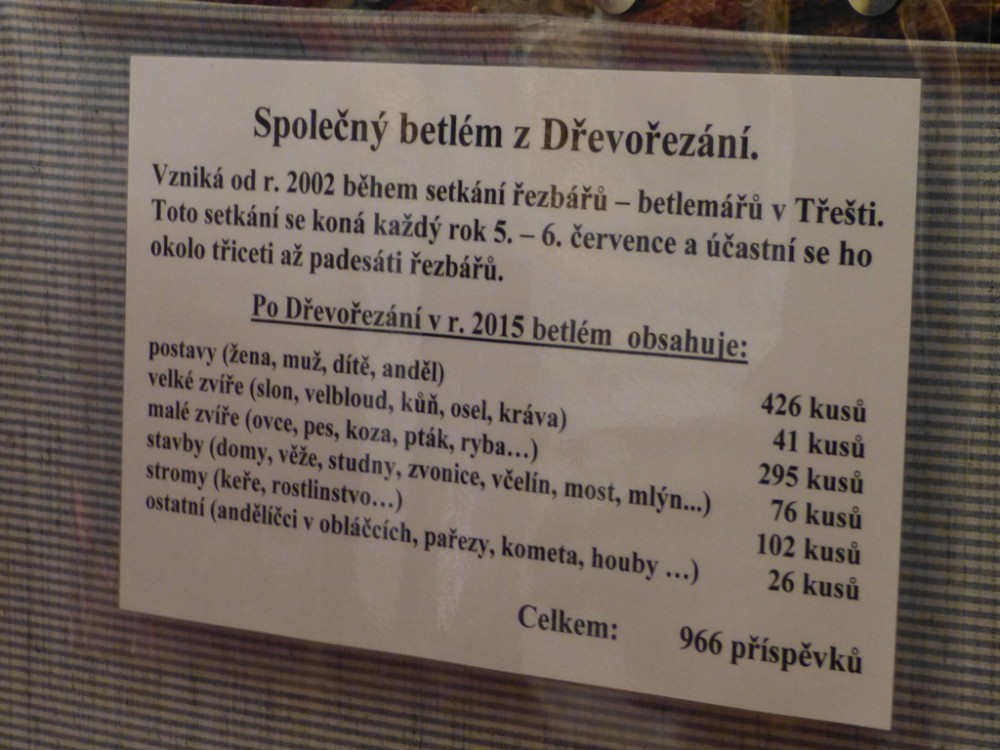 Společný betlém z Dřevořezání.
Vzniká od r. 2002 během setkání řezbářů – betlemářů v Třešti.
Toto setkání se koná každý rok 5. – 6. července a účastní se ho
okolo třiceti až padesáti řezbářů.
Po Dřevořezání v r. 2015 betlém obsahuje:
postavy (žena, muž, dítě, anděl) 426 kusů
velké zvíře (slon, velbloud, kůň, osel, kráva) 41 kusů
malé zvíře (ovce, pes, koza, pták, ryba…) 295 kusů
stavby (domy, věže, studny, zvonice, včelín, most, mlýn...) 76 kusů
stromy (keře, rostlinstvo…) 102 kusů
ostatní (andělíčci v obláčcích, pařezy, kometa, houby …) 26 kusů
Celkem: 966 příspěvků